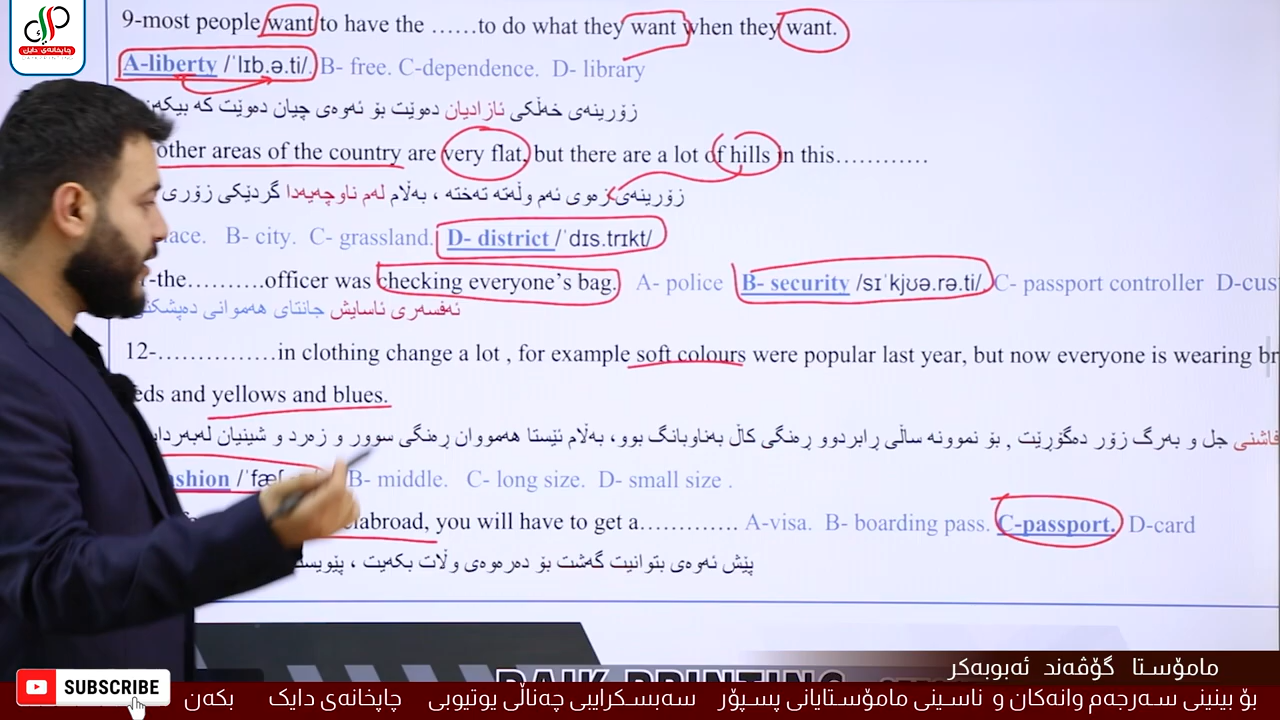 چاپخانەی دایك
9-most people want to have the ……to do what they want when they want.
A-liberty /ˈlɪb.ə.ti/. B- free. C-dependence. D- library
زۆرینەی خەڵکی ئازادیان دەوێت بۆ ئەوەی چیان دەوێت کە بیکەن
other areas of the country are very flat, but there are a lot of hills in this…………
زۆرینەی زەوی ئەم وڵەتە تەختە ، بەڵام لەم ناوچەیەدا گردێکی زۆری
B- city. C- grassland. D- district /ˈdɪs.trɪkt/
-the……….officer was checking everyone's bag. A- police B- security /sɪˈkjʊə.rə.ti/. C- passport controller D-cus
ئەفسەری ئاسایش جانتای هەموانی دەپشکنی
12-……………in clothing change a lot , for example soft colours were popular last year, but now everyone is wearing br
eds and yellows and blues.
فاشنی جل و بەرگ زۆر دەگۆڕێت , بۆ نموونە ساڵی ڕابردوو ڕەنگی کاڵ بەناوبانگ بوو، بەڵام ئێستا هەمووان ڕەنگی سوور و زەرد و شینیان
shion /ˈfæʃ B- middle. C- long size. D- small size .
abroad, you will have to get a…………. A-visa. B- boarding pass. C-passport. D-card
پێش ئەوەی بتوانیت گەشت بۆ دەرەوەی وڵات بکەیت ،
مامۆستا گۆڤەند ئەبوبەکر
SUBSCRIBE
بۆ بینینی سەرجەم وانەکان و ناسینی مامۆستایانی پسپۆر سەبسکرایبی چەناڵی یوتیوبی چاپخانەی دایک بکەن